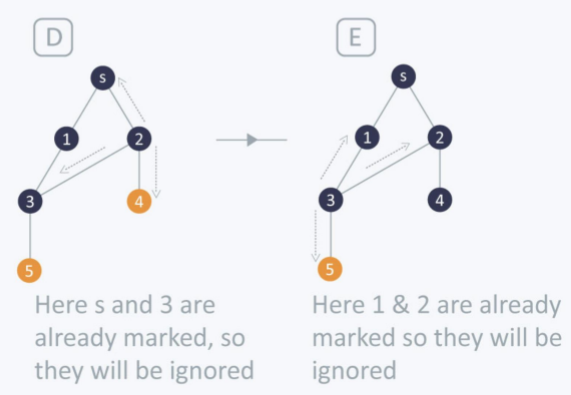 D
E
s
s
1
2
1
2
3
4
3
4
5
5
Here s and 3 are
already marked, so
they will be ignored
Here 1 & 2 are already
marked so they will be
ignored